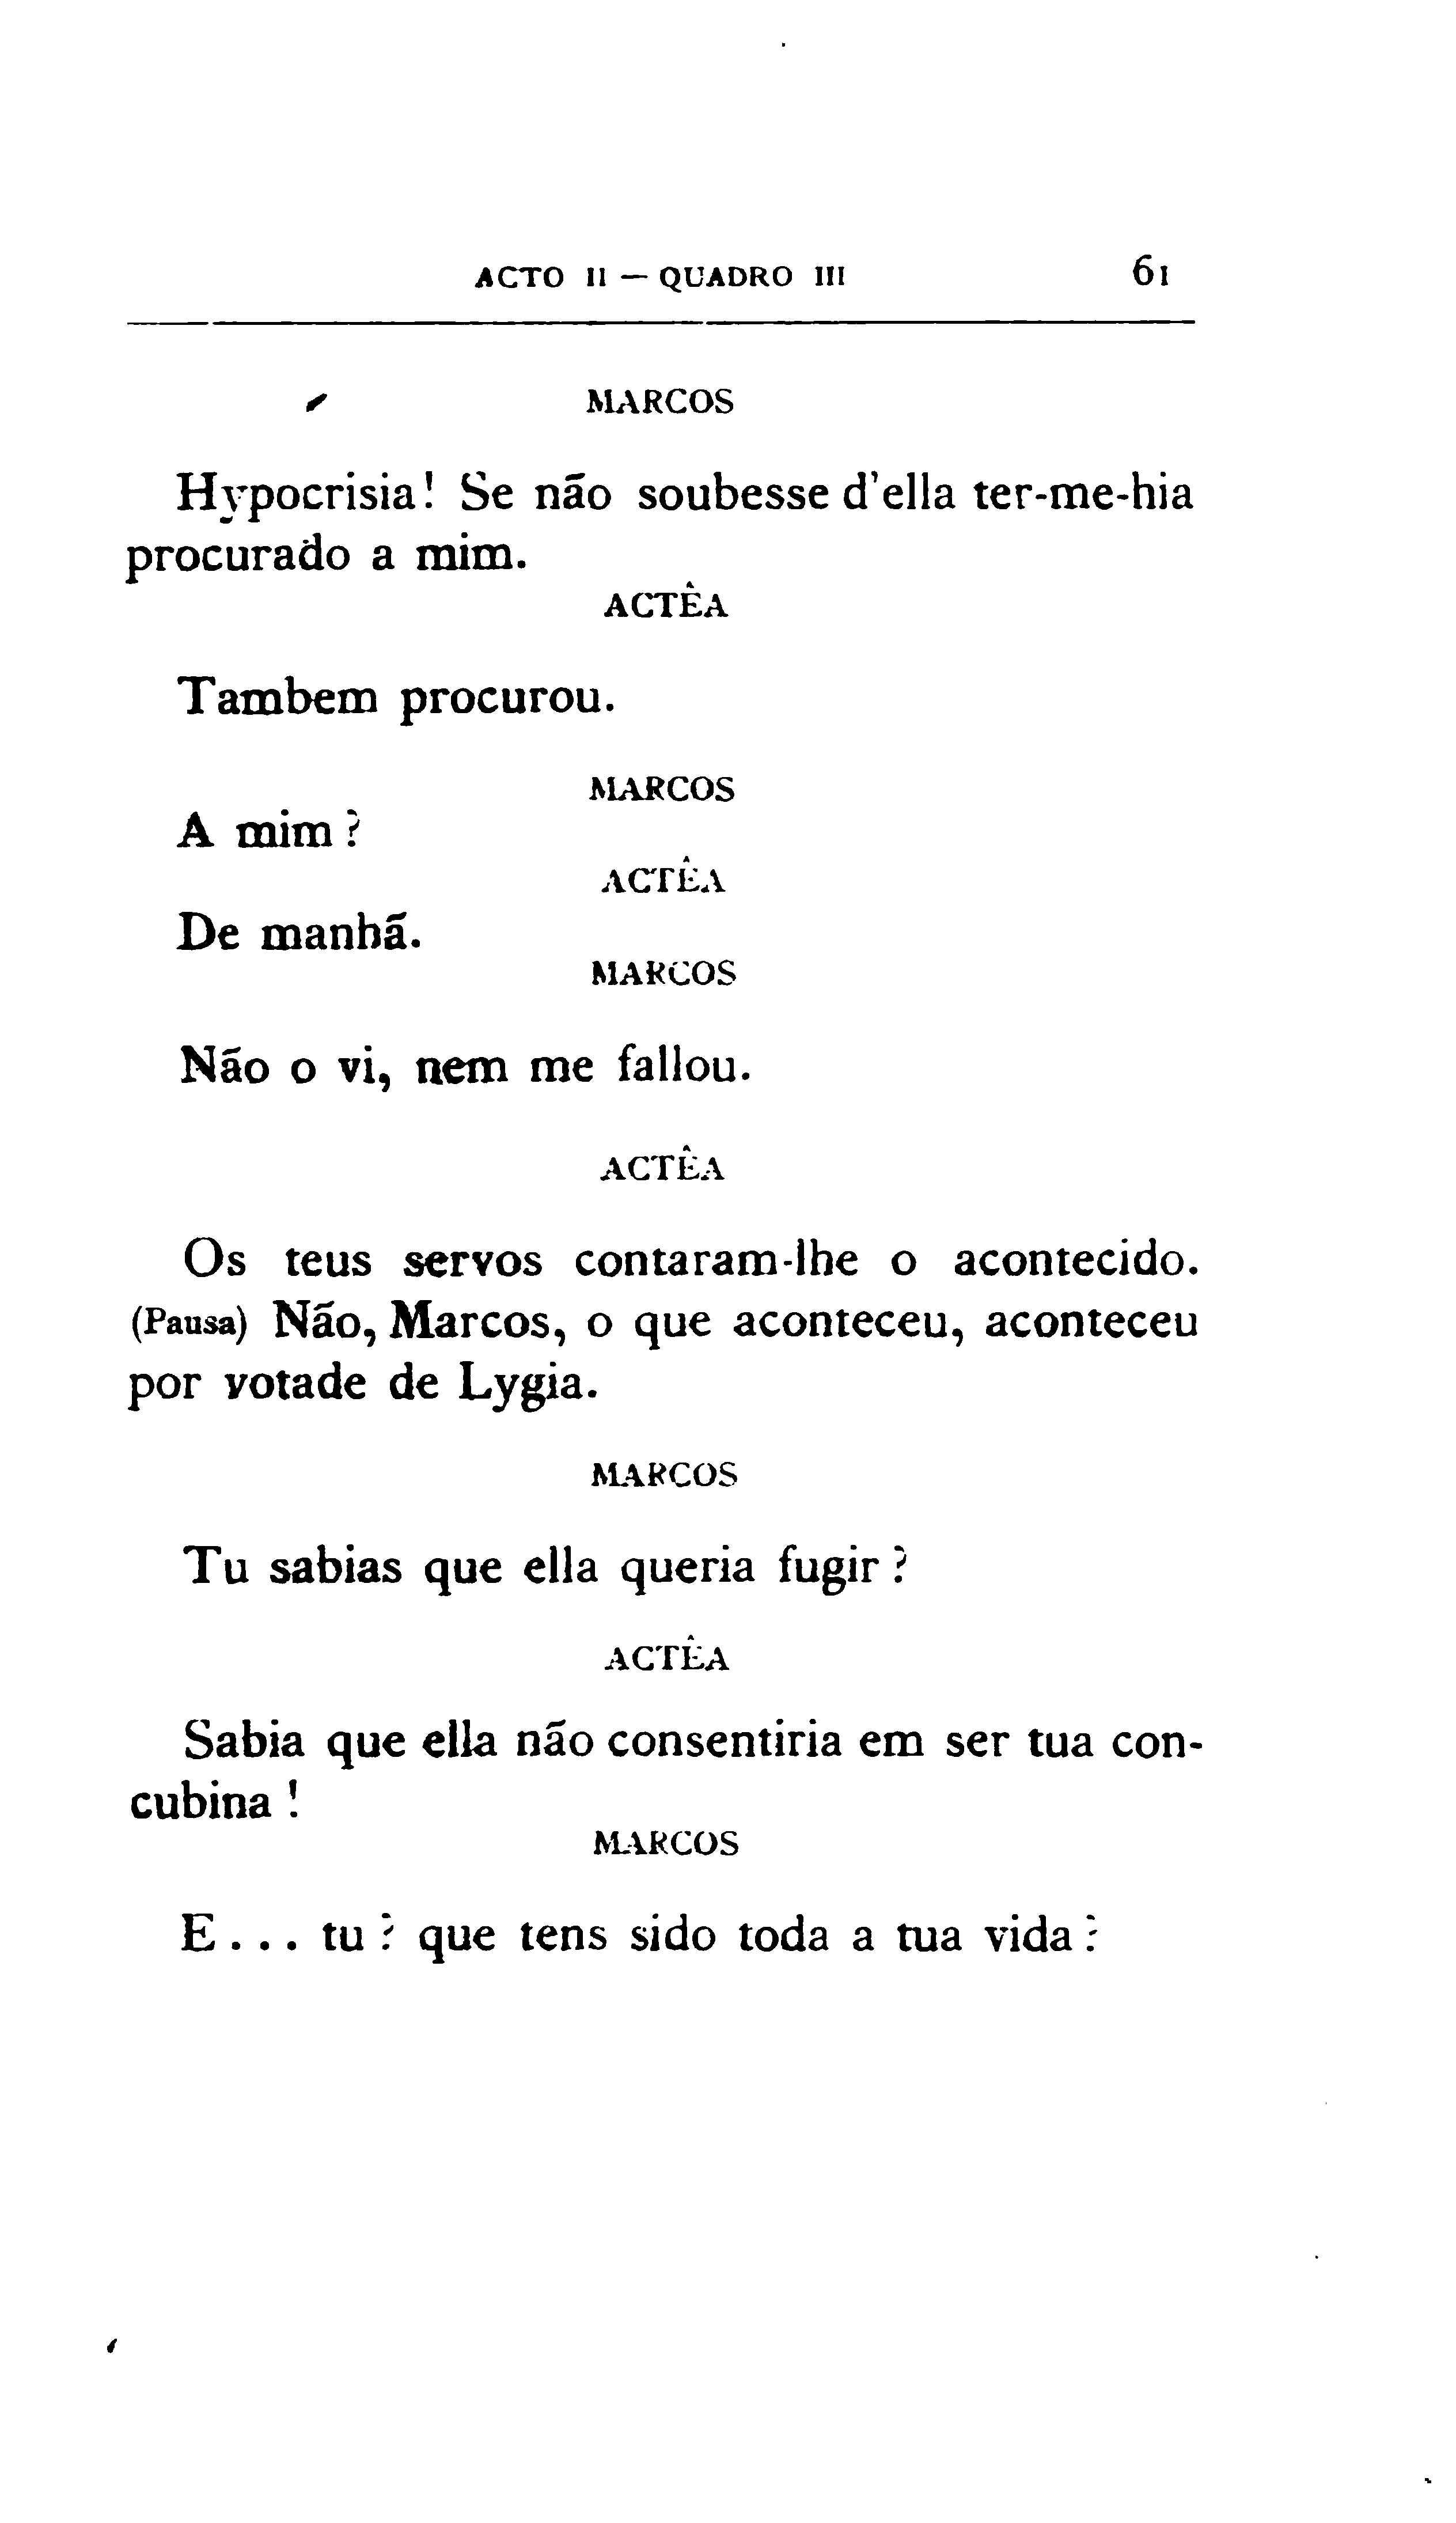 ACTO II — QUADRO III 61
MARCOS
Hypocrisia! Se não soubesse d'ella ter-me-hia
procurado a mim.
ACTÊA
Tambem procurou.
MARCOS
A mim ?
ACTÊA
De manhã.
MARCOS
Não o vi, nem me fallou.
ACTÊA
Os teus servos contaram-lhe o acontecido.
(Pausa) Não, Marcos, o que aconteceu, aconteceu
por votade de Lygia.
MARCOS
Tu sabias que ella queria fugir ?
ACTÊA
Sabia que ella não consentiria em ser tua con-
cubina !
MARCOS
E... tu ? que tens sido toda a tua vida ?